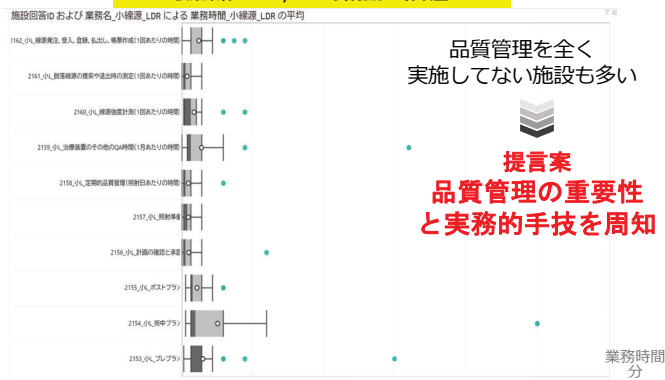 施設回答ID および 業務名_小線源_LDR による 業務時間_小線源_LDR の平均
2162_小L_線源発注、受入、登録、払出し、帳票作成(1回あたりの時間)
2161_小L_脱落線源の捜索や退出時の測定(1回あたりの時間)
2160_小L_線源強度計測(1回あたりの時間)
2159_小L_治療装置のその他のQA時間(1月あたりの時間)
2158_小L_定期的品質管理(照射日あたりの時間)
2157_小L_照射準備
2156_小L_計画の確認と承認
2155_小L_ポストプラン
2154_小L_術中プラン
2153_小L_プレプラン
品質管理を全く
実施してない施設も多い
提言案
品質管理の重要性
と実務的手技を周知
業務時間
分